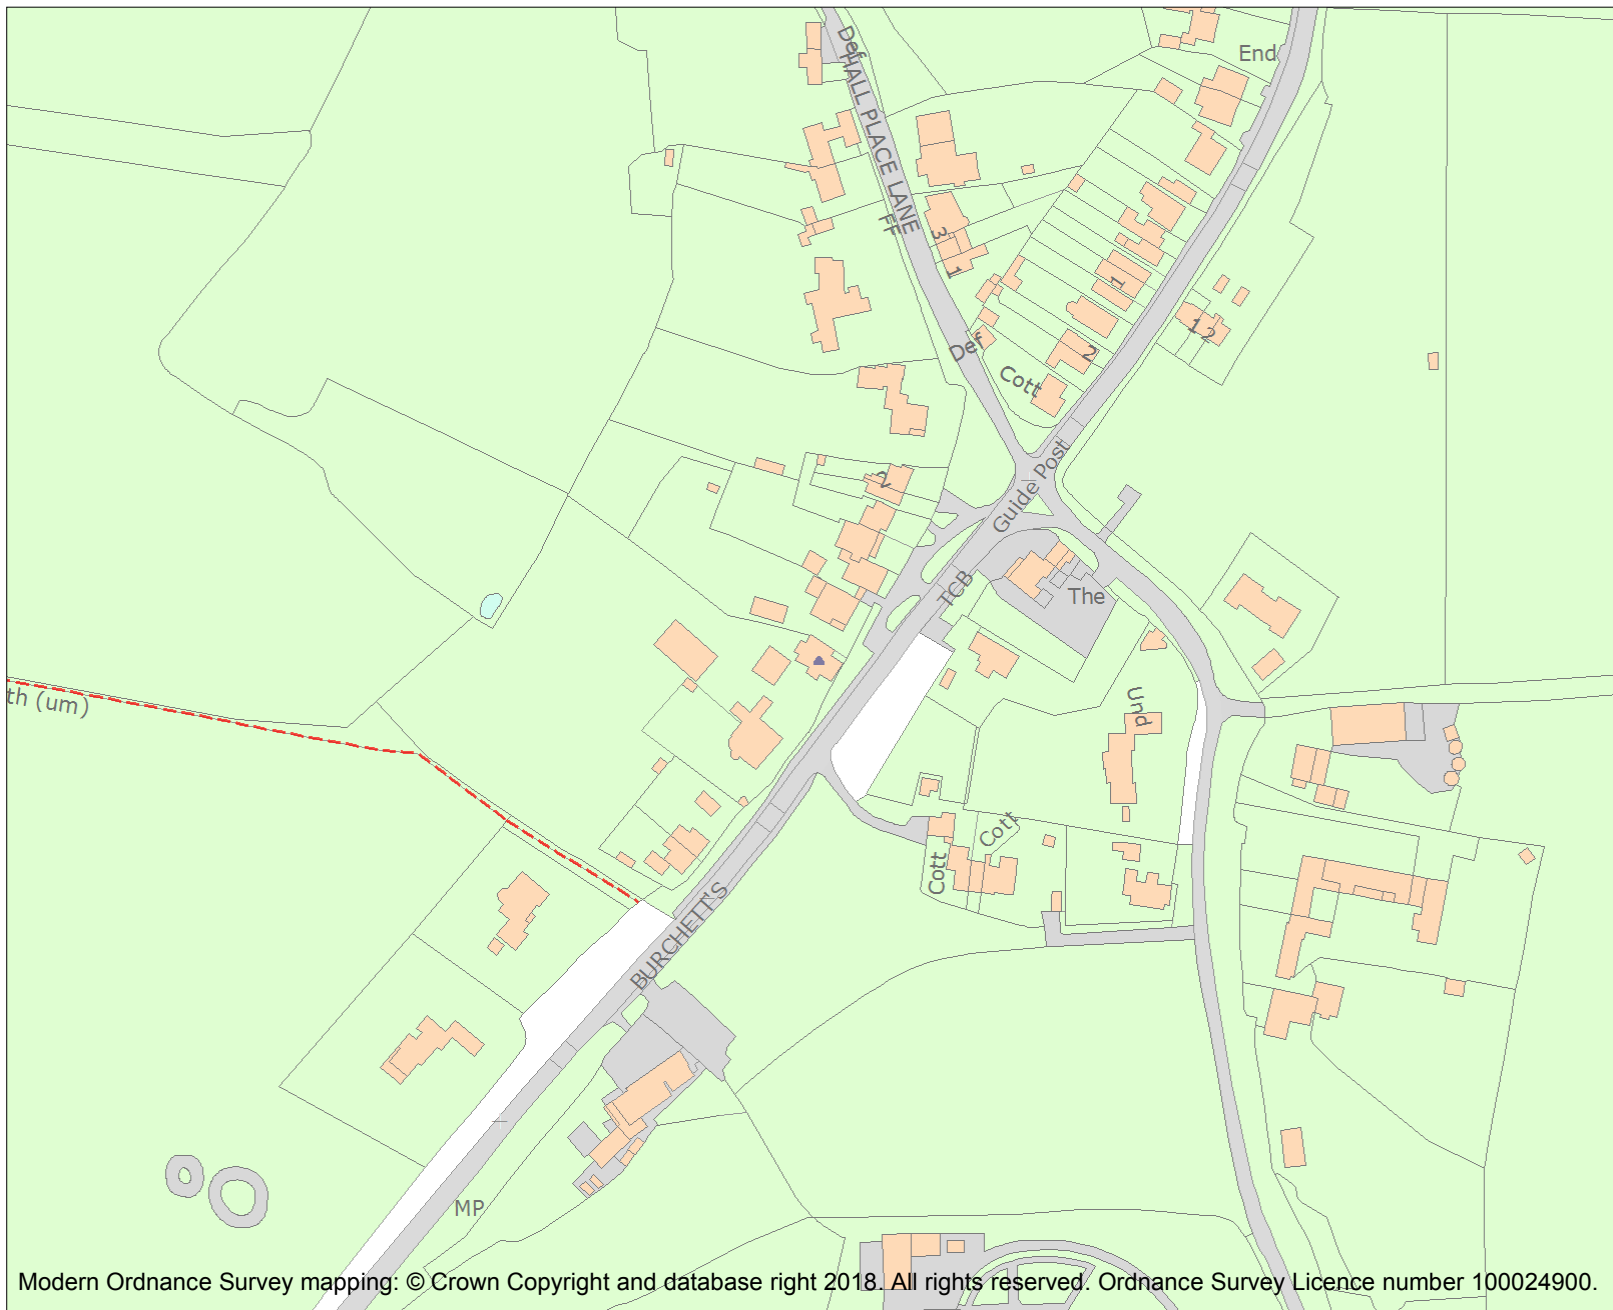 Def
HALL PLACE LANE
FF
End
3
1
1
1 2
Def
2
Cott
2
Guide Post
TCB
The
th (um)
Und
Cott
Cott
BURCHETT'S
MP
Modern Ordnance Survey mapping: © Crown Copyright and database right 2018. All rights reserved. Ordnance Survey Licence number 100024900.